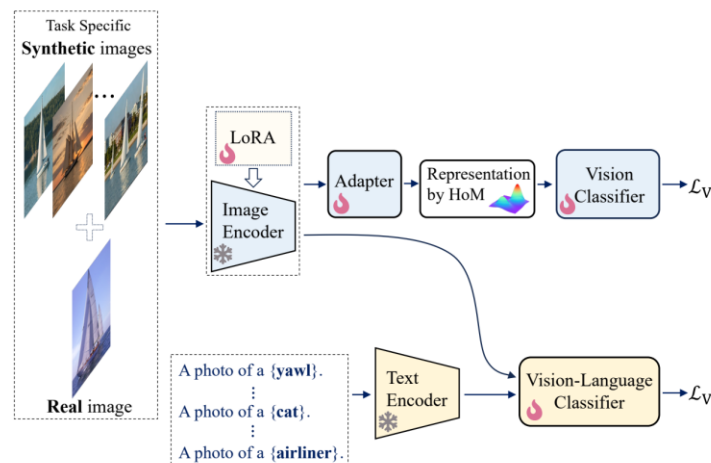 Task Specific
Synthetic images
...
Real image
LoRA
Image
Encoder
Adapter
Representation
by HoM
Vision
Classifier
ℒV
A photo of a {yawl}.
⋮
A photo of a {cat}.
⋮
A photo of a {airliner}.
Text
Encoder
Vision-Language
Classifier
ℒV